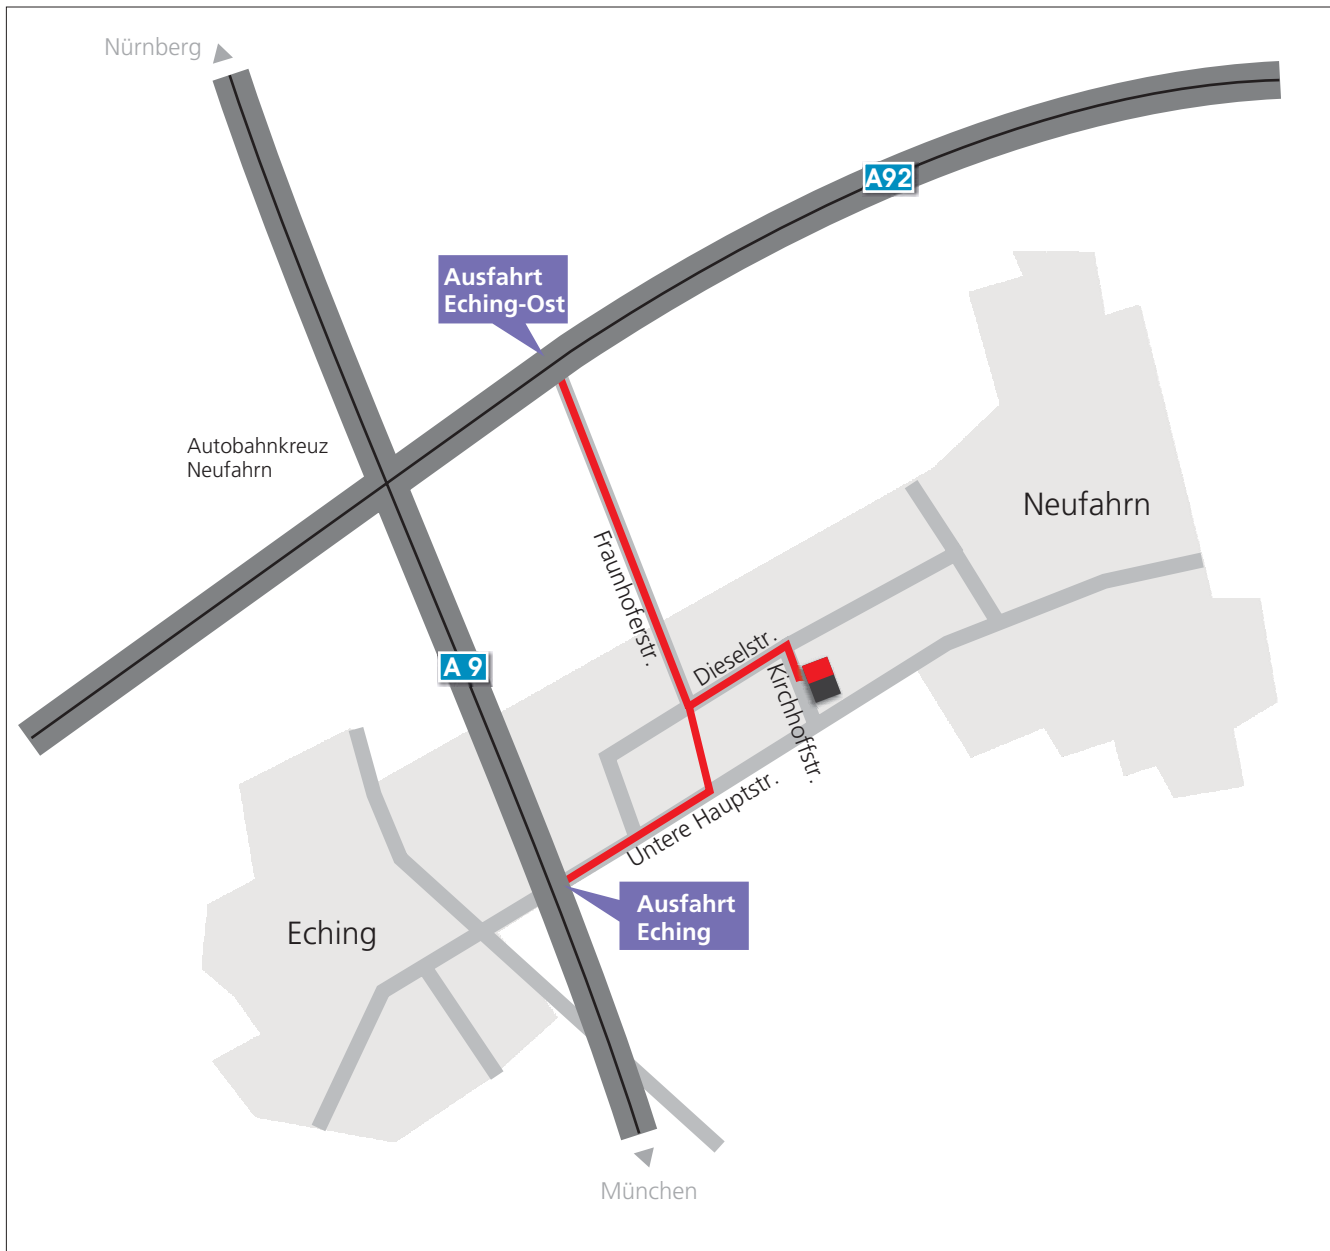 Nürnberg
A92
Ausfahrt
Eching-Ost
Autobahnkreuz
Neufahrn
Neufahrn
Fraunhoferstr.
Dieselstr.
A 9
Kirchhoffstr.
Untere Hauptstr.
Ausfahrt
Eching
Eching
München